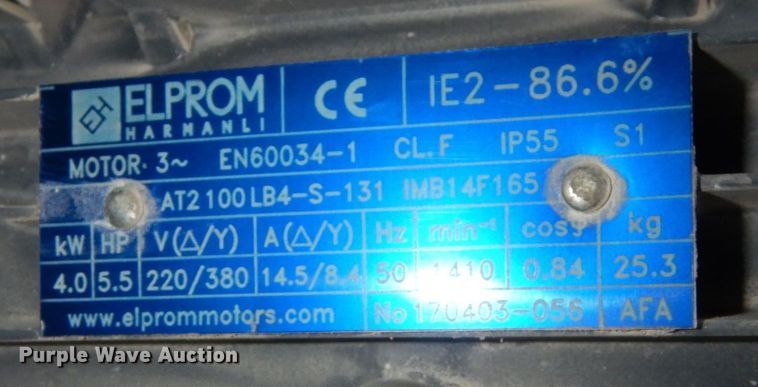 ELPROM
HARMANLI
CE
IE2-86.6%
MOTOR 3~ EN60034-1 CL.F IP55 S1
AT2 100 LB4-S-131 IMB14F165
kW HP V(△/Y) A(△/Y) Hz min⁻¹ cosφ kg
4.0 5.5 220/380 14.5/8.4 50 1410 0.84 25.3
www.elprommotors.com No 170403-056 AFA
Purple Wave Auction